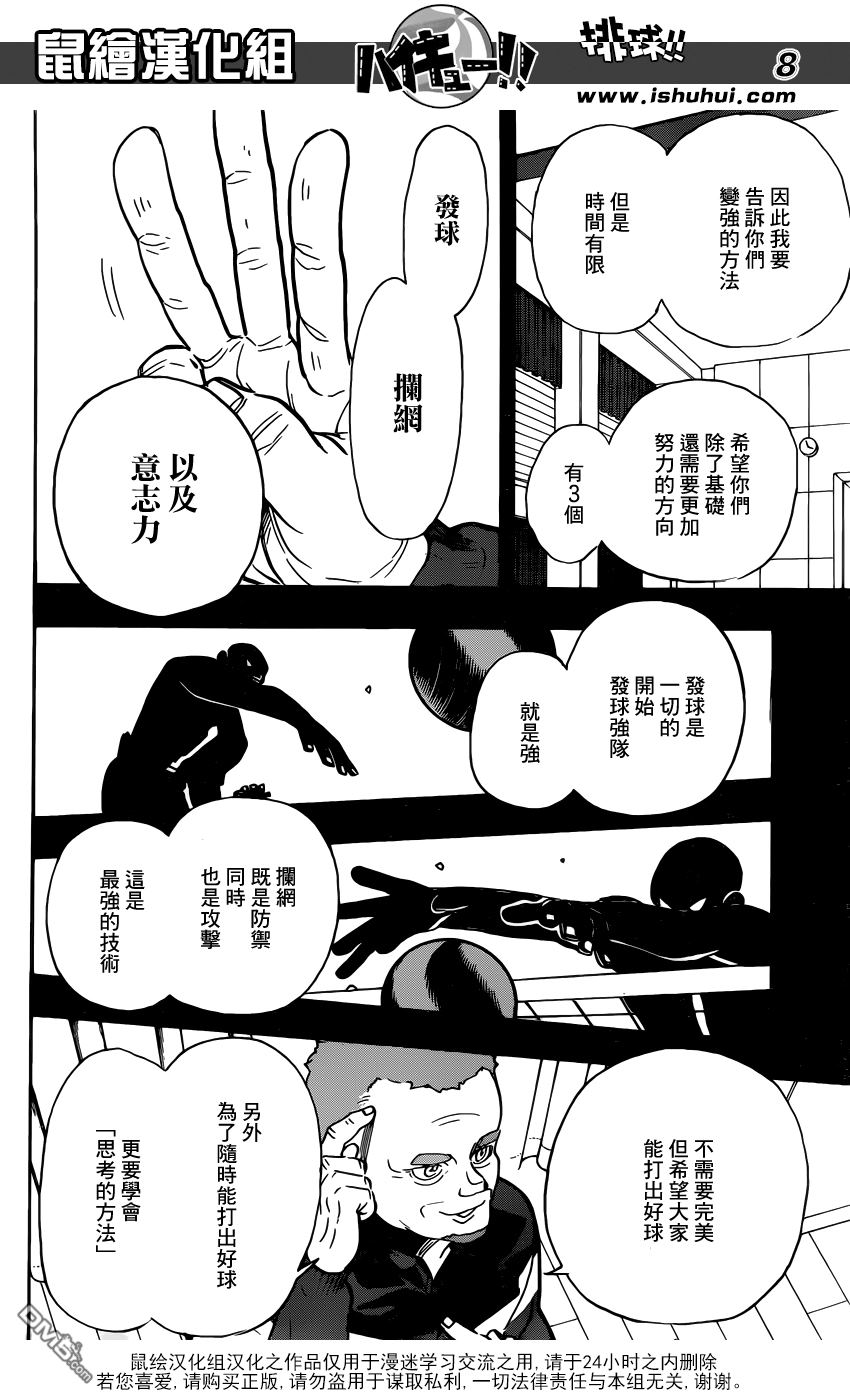 鼠繪漢化組
ハイキュー!!
排球!!
8
www.ishuhui.com
因此我要
告訴你們
變強的方法
但是
時間有限
希望你們
除了基礎
還需要更加
努力的方向
有3個
發球
攔網
以及
意志力
發球是
一切的
開始
發球強隊
就是強
攔網
既是防禦
同時
也是攻擊
這是
最強的技術
不需要完美
但希望大家
能打出好球
另外
為了隨時能打出好球
更要學會
「思考的方法」
DM5.com
鼠绘汉化组汉化之作品仅用于漫迷学习交流之用, 请于24小时之内删除
若您喜爱, 请购买正版, 请勿盗用于谋取私利, 一切法律责任与本组无关, 谢谢.